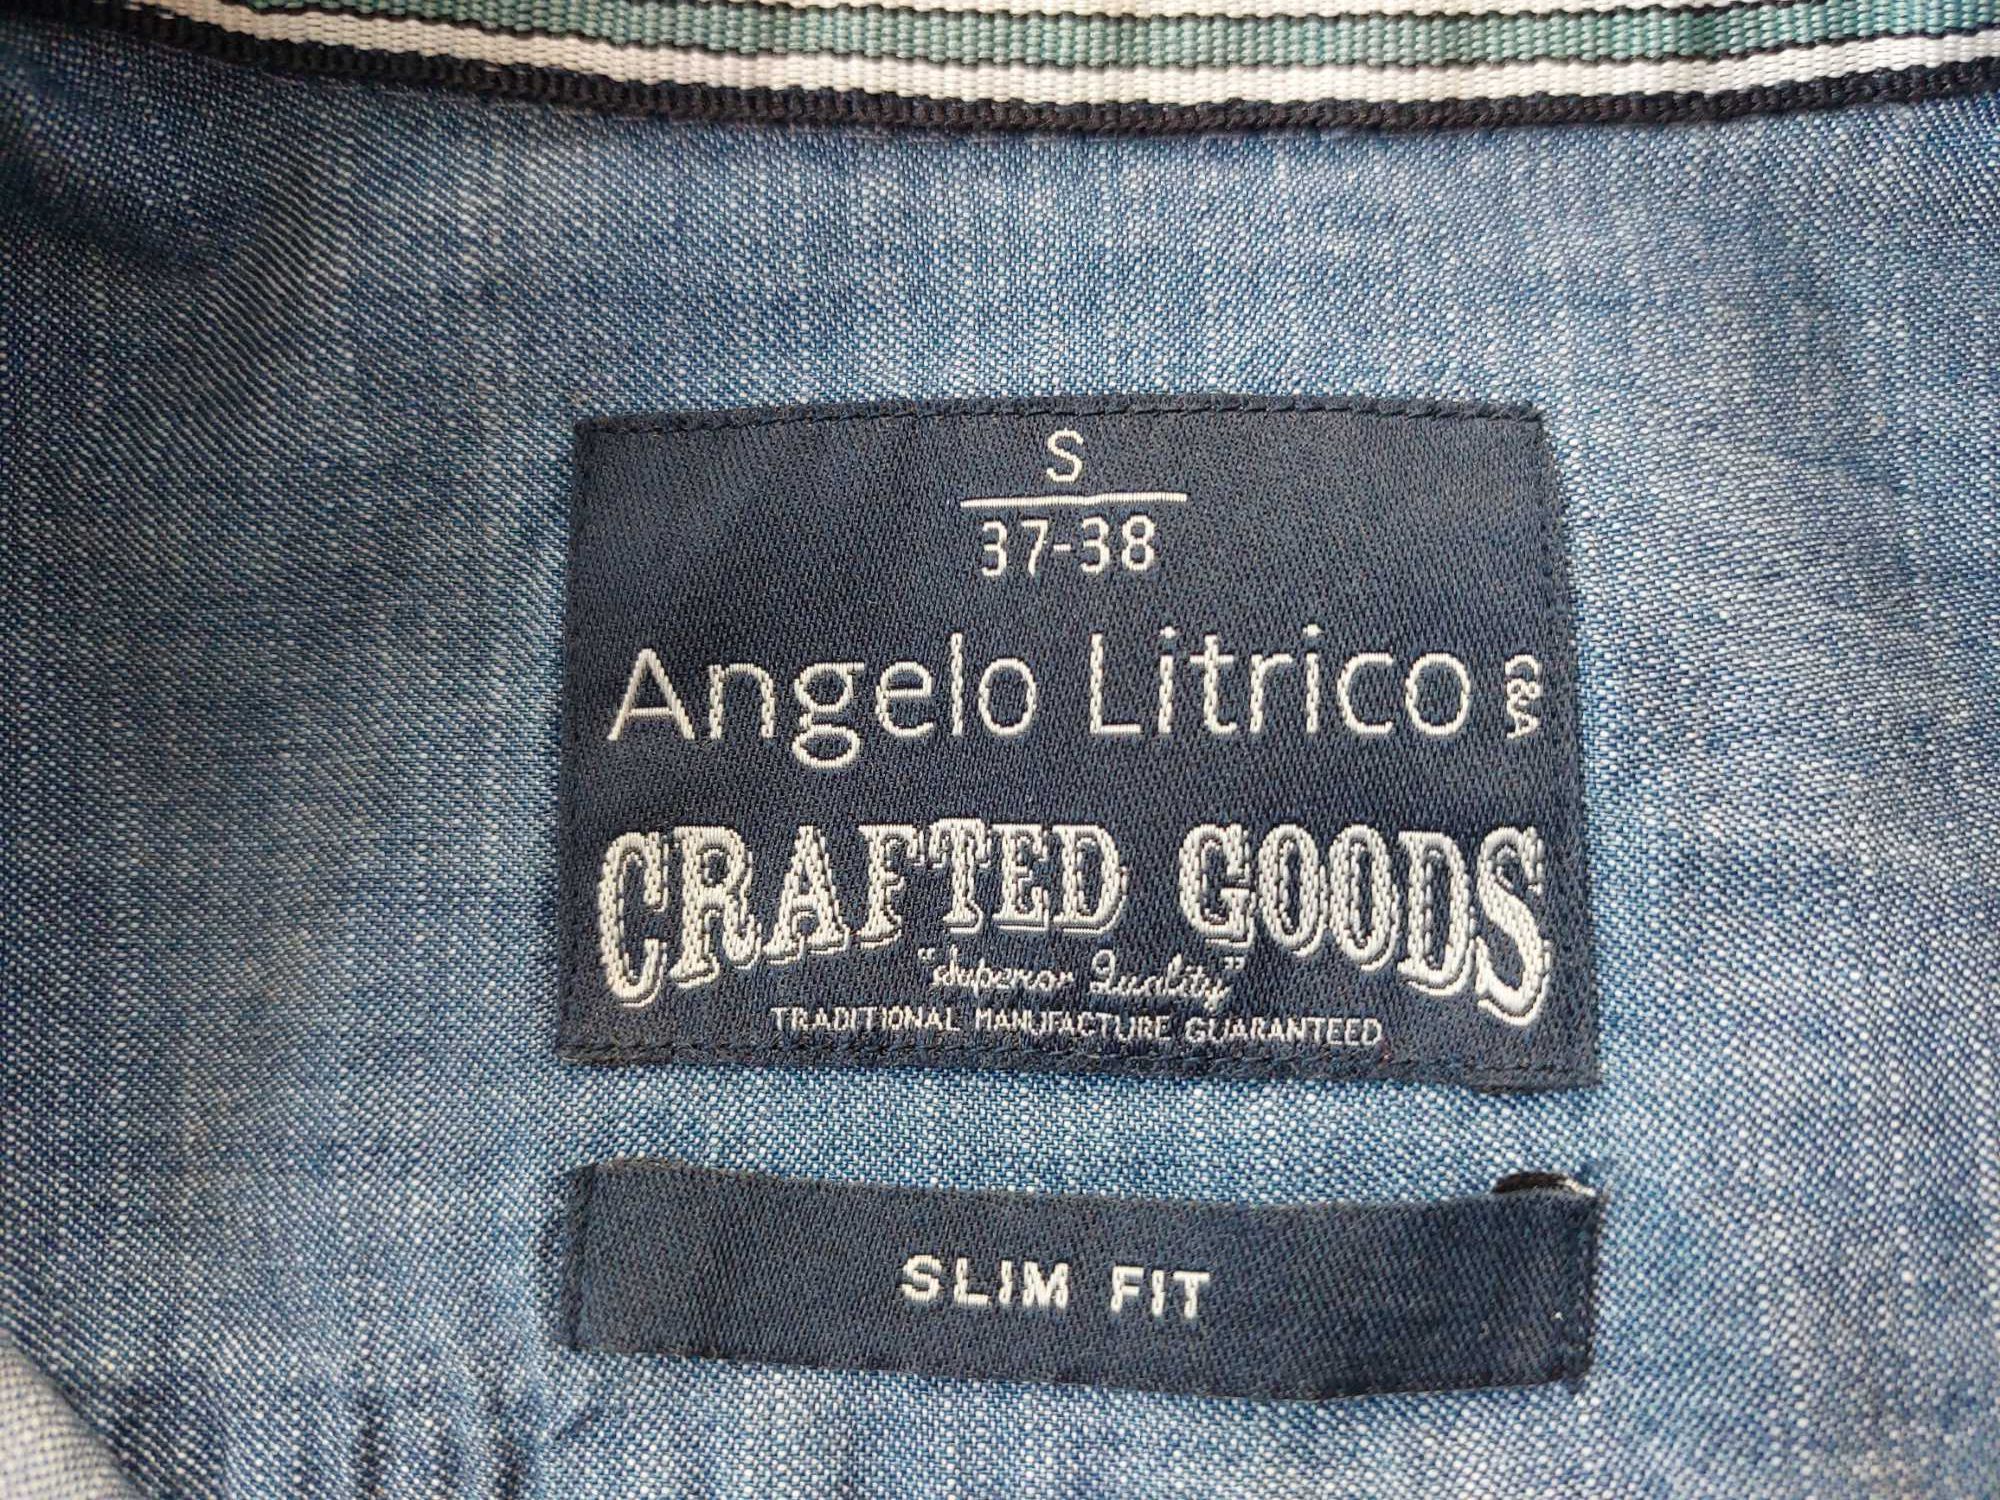 S
37-38
Angelo Litrico C&A
CRAFTED GOODS
"Superior Quality"
TRADITIONAL MANUFACTURE GUARANTEED
SLIM FIT